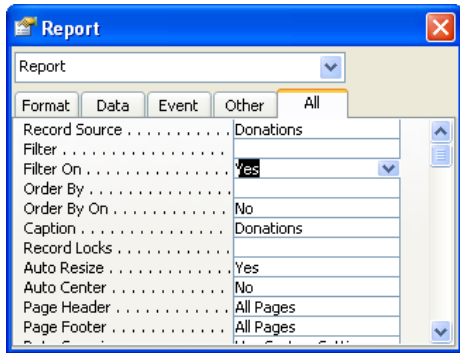 Report
Report
Format Data Event Other All
Record Source . . . . . . . . . . . Donations
Filter . . . . . . . . . . . . . . . . . .
Filter On . . . . . . . . . . . . . . . Yes
Order By . . . . . . . . . . . . . . .
Order By On . . . . . . . . . . . . No
Caption . . . . . . . . . . . . . . . Donations
Record Locks . . . . . . . . . . .
Auto Resize . . . . . . . . . . . . Yes
Auto Center . . . . . . . . . . . . No
Page Header . . . . . . . . . . . All Pages
Page Footer . . . . . . . . . . . . All Pages